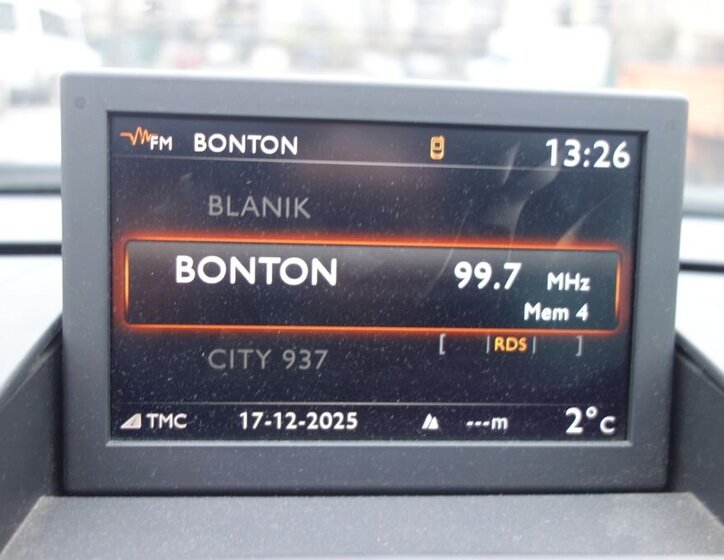 FM BONTON 13:26
BLANIK
BONTON 99.7 MHz
Mem 4
[ | RDS | ]
CITY 937
TMC 17-12-2025 ---m 2°C